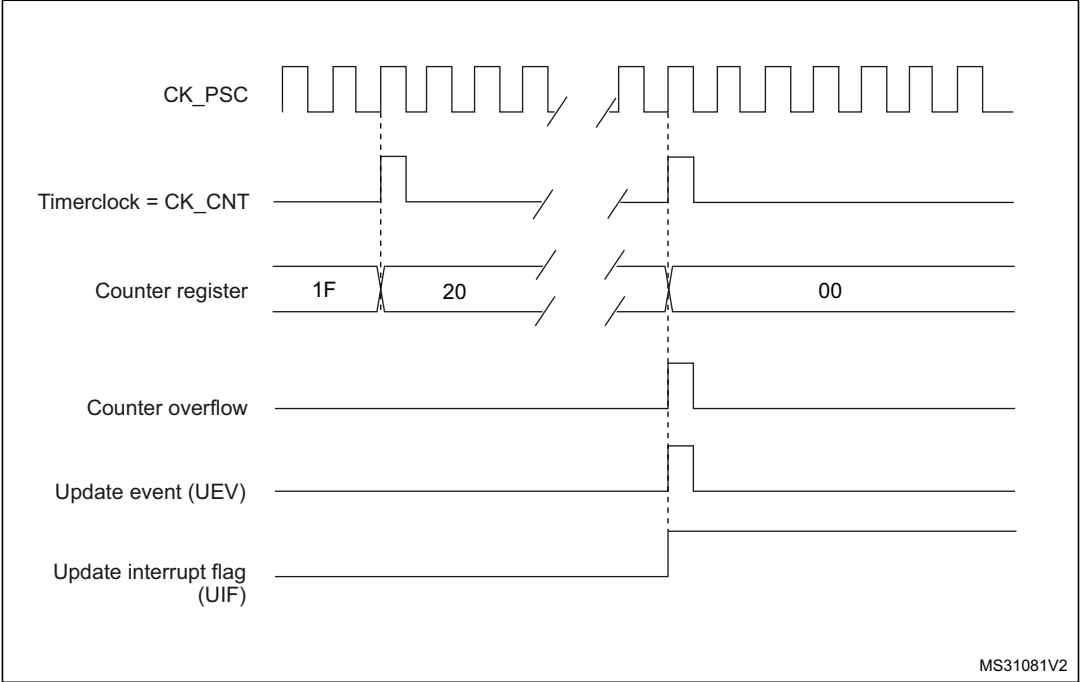 CK_PSC
Timerclock = CK_CNT
Counter register
1F
20
00
Counter overflow
Update event (UEV)
Update interrupt flag
(UIF)
MS31081V2